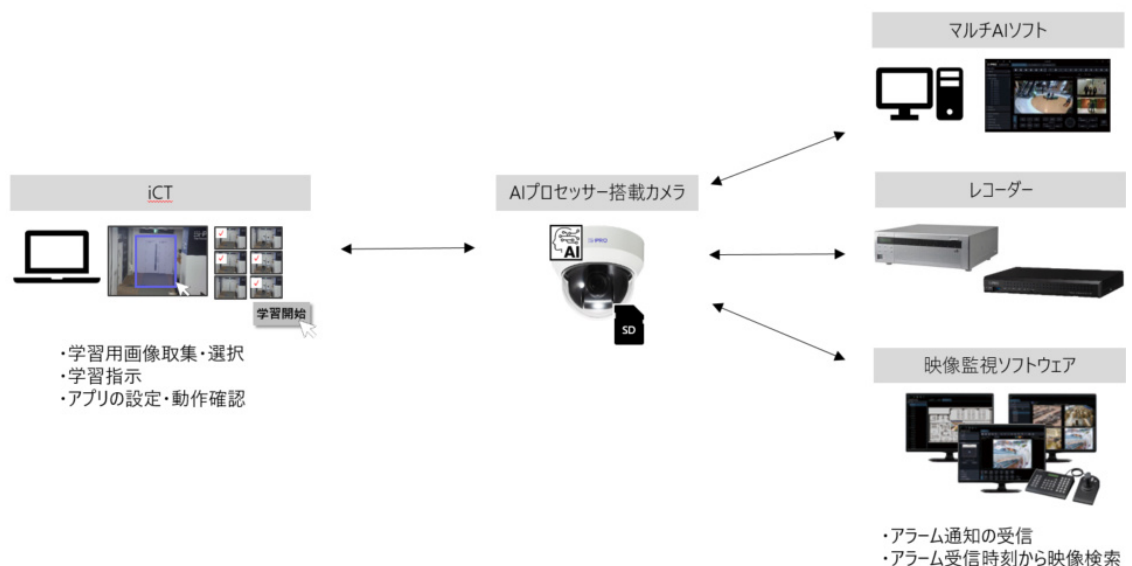 マルチAIソフト
iCT
AIプロセッサー搭載カメラ
レコーダー
AI
i-PRO
SD
学習開始
・学習用画像取集・選択
・学習指示
・アプリの設定・動作確認
映像監視ソフトウェア
・アラーム通知の受信
・アラーム受信時刻から映像検索